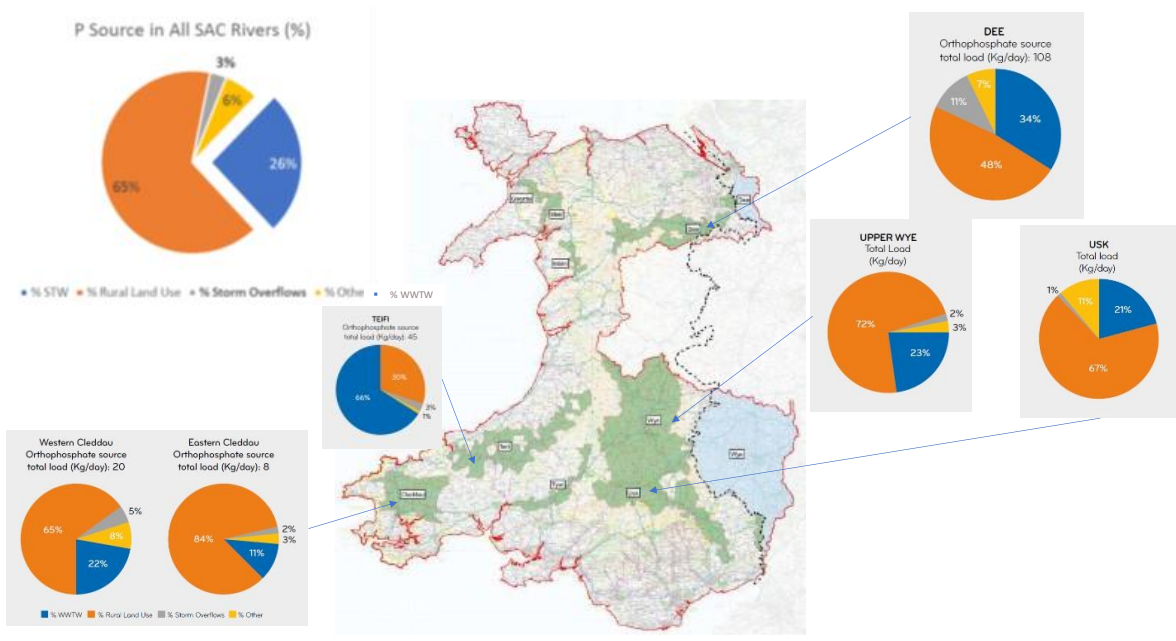 P Source in All SAC Rivers (%)
3%
6%
26%
65%
% STW % Rural Land Use % Storm Overflows % Other % WWTW
DEE
Orthophosphate source
total load (Kg/day): 108
7%
11%
34%
48%
UPPER WYE
Total Load
(Kg/day)
72%
2%
3%
23%
USK
Total load
(Kg/day)
1%
11%
21%
67%
TEIFI
Orthophosphate source
total load (Kg/day): 45
30%
66%
3%
1%
Western Cleddau
Orthophosphate source
total load (Kg/day): 20
65%
5%
8%
22%
Eastern Cleddau
Orthophosphate source
total load (Kg/day): 8
84%
2%
3%
11%
% WWTW % Rural Land Use % Storm Overflows % Other
Dee
Dee
Wye
Wye
Teifi
Tywi
Usk
Cleddau